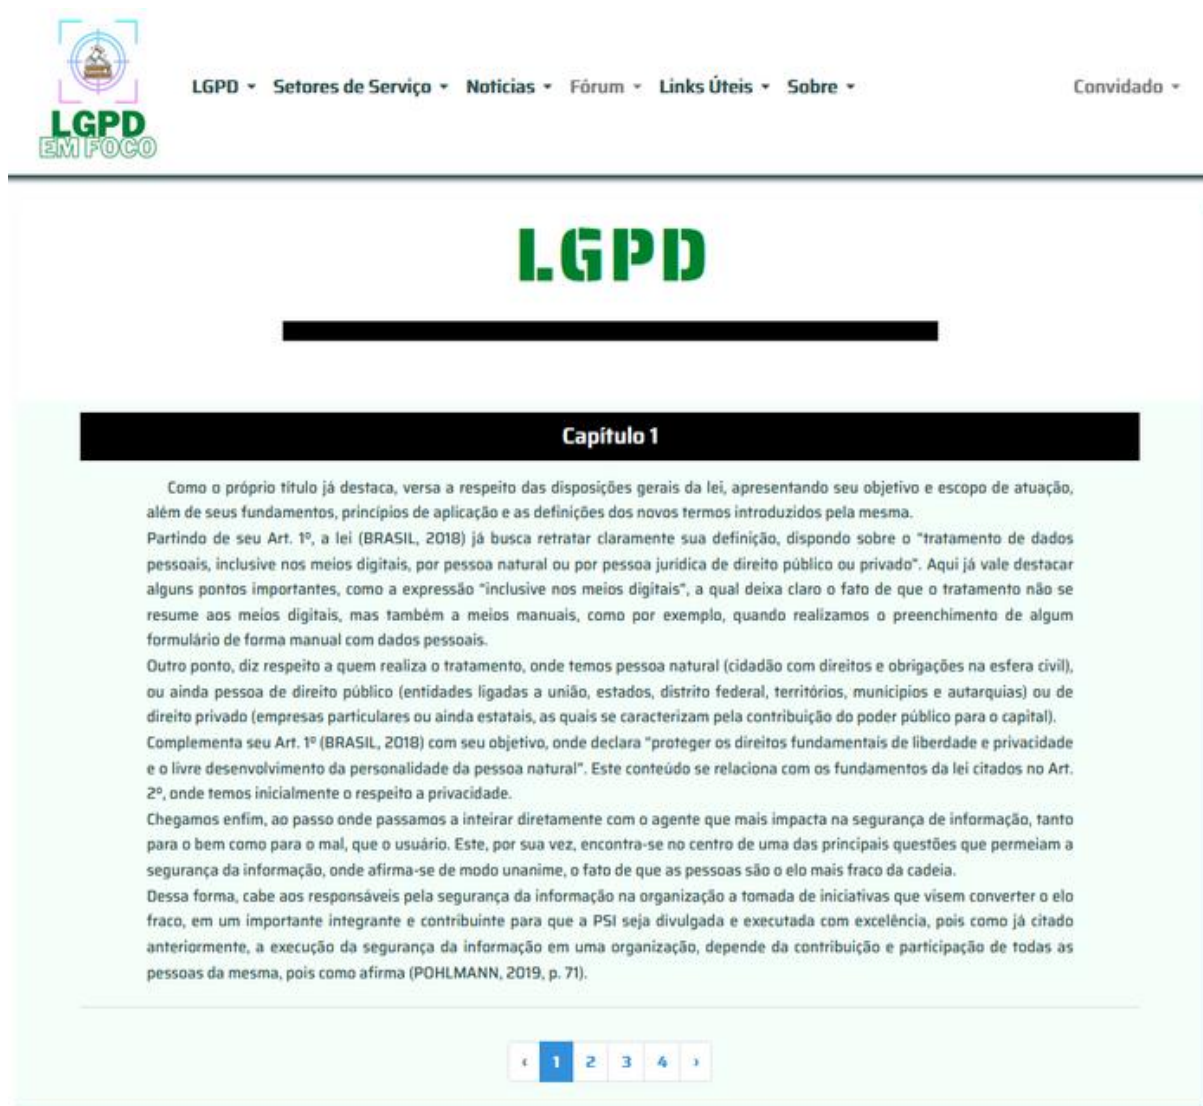 LGPD
EM FOCO
LGPD
Setores de Serviço
Notícias
Fórum
Links Úteis
Sobre
Convidado
LGPD
Capítulo 1
Como o próprio título já destaca, versa a respeito das disposições gerais da lei, apresentando seu objetivo e escopo de atuação,
além de seus fundamentos, princípios de aplicação e as definições dos novos termos introduzidos pela mesma.
Partindo de seu Art. 1º, a lei (BRASIL, 2018) já busca retratar claramente sua definição, dispondo sobre o "tratamento de dados
pessoais, inclusive nos meios digitais, por pessoa natural ou por pessoa jurídica de direito público ou privado". Aqui já vale destacar
alguns pontos importantes, como a expressão "inclusive nos meios digitais", a qual deixa claro o fato de que o tratamento não se
resume aos meios digitais, mas também a meios manuais, como por exemplo, quando realizamos o preenchimento de algum
formulário de forma manual com dados pessoais.
Outro ponto, diz respeito a quem realiza o tratamento, onde temos pessoa natural (cidadão com direitos e obrigações na esfera civil),
ou ainda pessoa de direito público (entidades ligadas a união, estados, distrito federal, territórios, municípios e autarquias) ou de
direito privado (empresas particulares ou ainda estatais, as quais se caracterizam pela contribuição do poder público para o capital).
Complementa seu Art. 1º (BRASIL, 2018) com seu objetivo, onde declara "proteger os direitos fundamentais de liberdade e privacidade
e o livre desenvolvimento da personalidade da pessoa natural". Este conteúdo se relaciona com os fundamentos da lei citados no Art.
2º, onde temos inicialmente o respeito a privacidade.
Chegamos enfim, ao passo onde passamos a inteirar diretamente com o agente que mais impacta na segurança de informação, tanto
para o bem como para o mal, que o usuário. Este, por sua vez, encontra-se no centro de uma das principais questões que permeiam a
segurança da informação, onde afirma-se de modo unanime, o fato de que as pessoas são o elo mais fraco da cadeia.
Dessa forma, cabe aos responsáveis pela segurança da informação na organização a tomada de iniciativas que visem converter o elo
fraco, em um importante integrante e contribuinte para que a PSI seja divulgada e executada com excelência, pois como já citado
anteriormente, a execução da segurança da informação em uma organização, depende da contribuição e participação de todas as
pessoas da mesma, pois como afirma (POHLMANN, 2019, p. 71).
‹ 1 2 3 4 ›